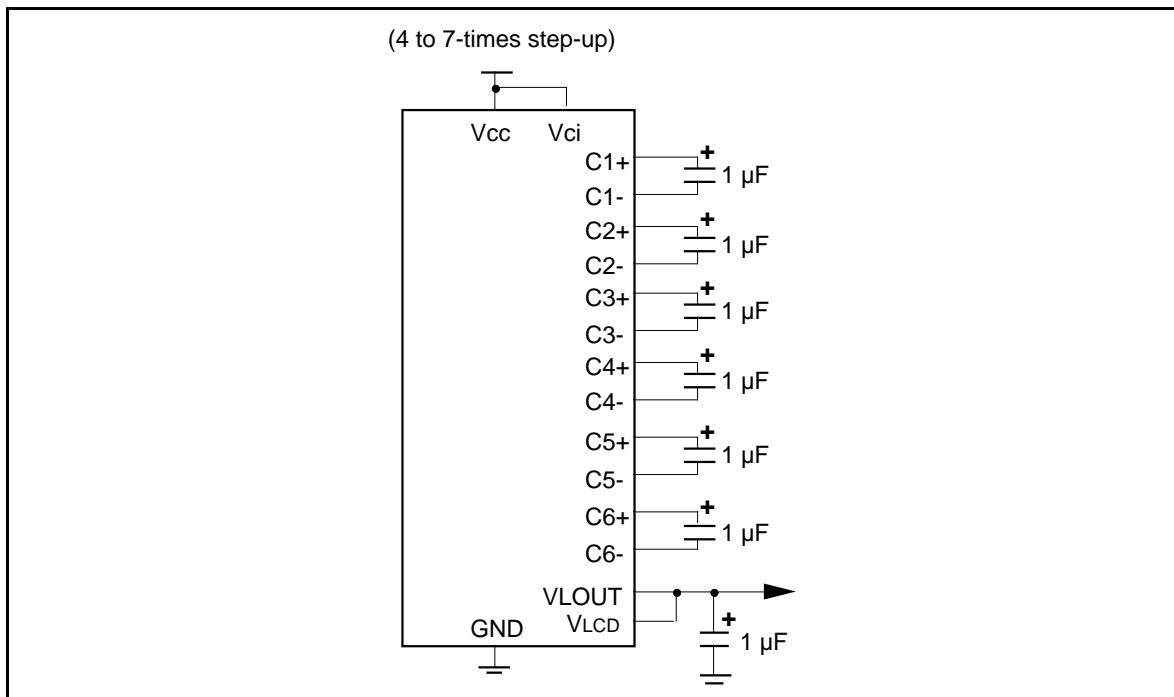 (4 to 7-times step-up)
Vcc Vci
C1+
+
1 µF
C1-
C2+
+
1 µF
C2-
C3+
+
1 µF
C3-
C4+
+
1 µF
C4-
C5+
+
1 µF
C5-
C6+
+
1 µF
C6-
VLOUT
VLCD
+
GND
1 µF